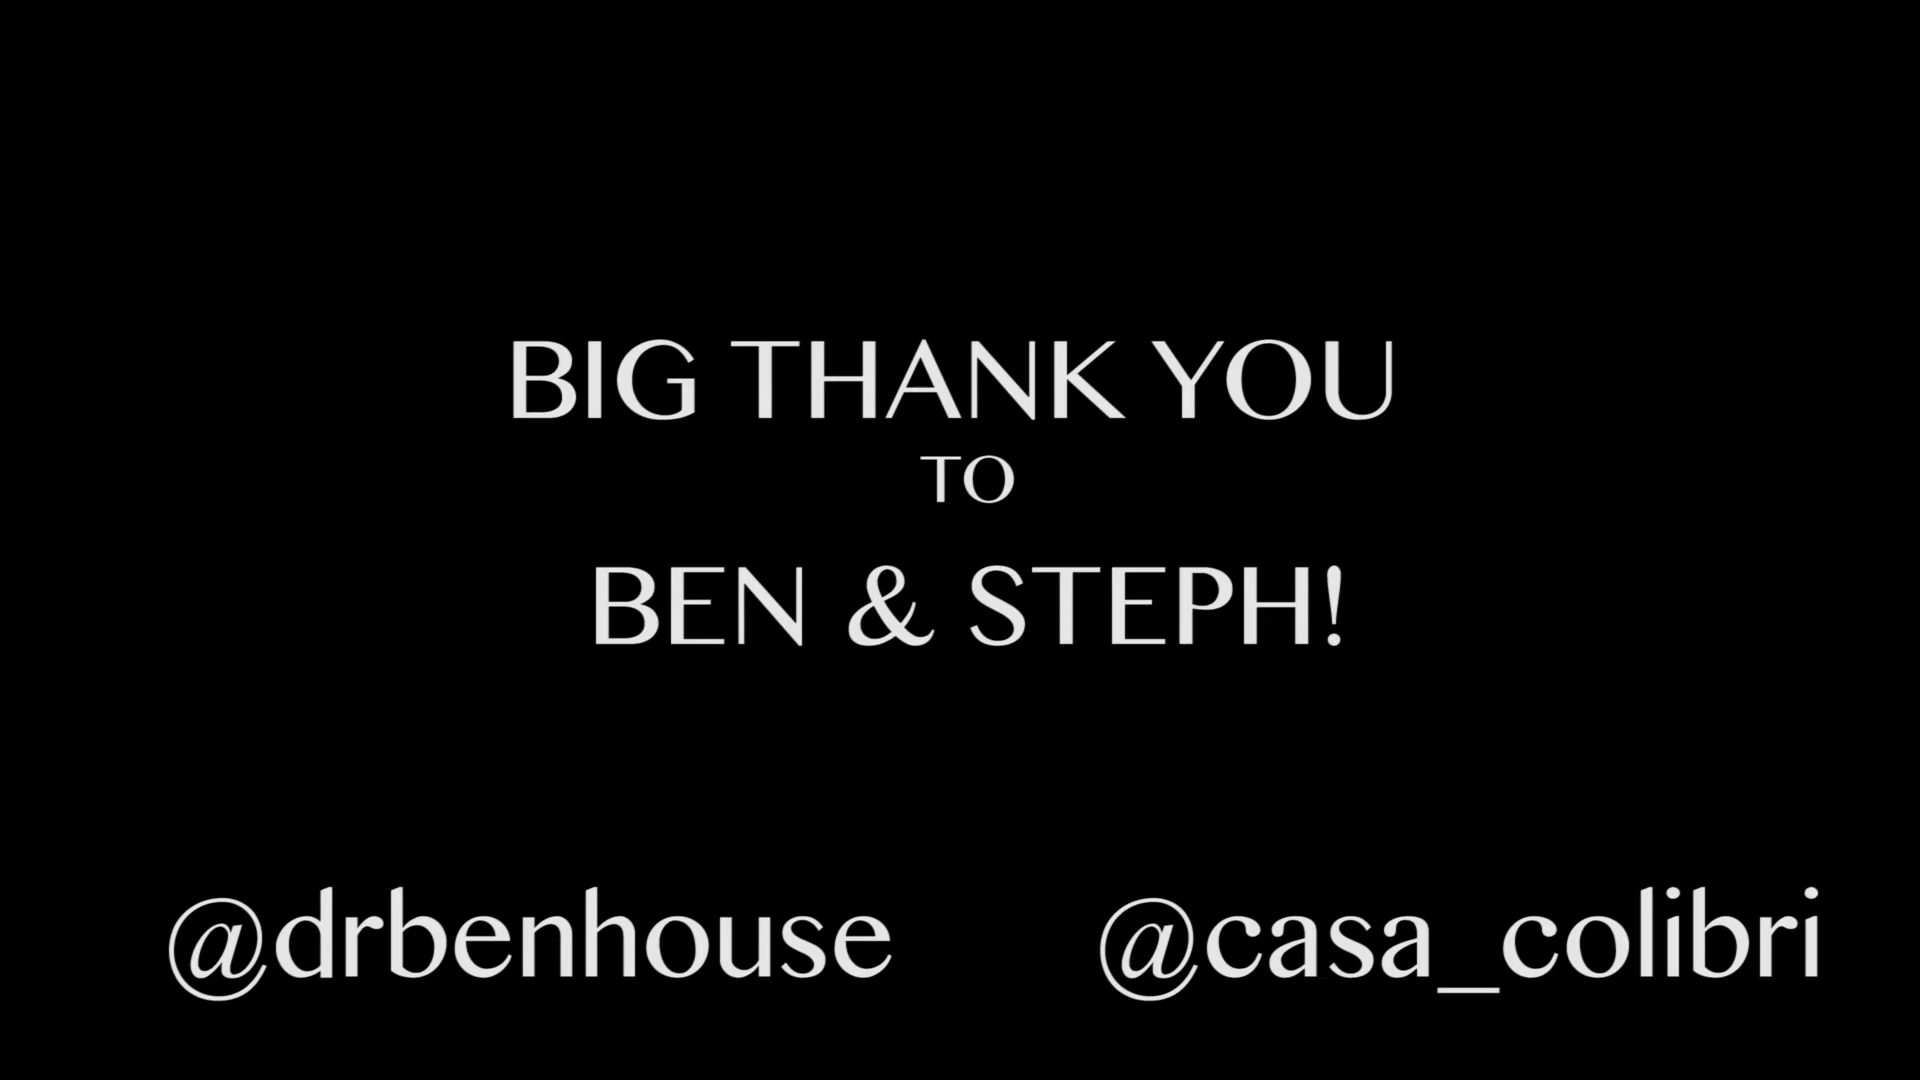 BIG THANK YOU
TO
BEN & STEPH!
@drbenhouse
@casa_colibri